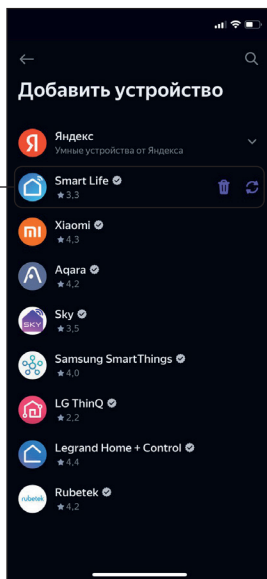 Добавить устройство
Я
Яндекс
Умные устройства от Яндекса
Smart Life
3,3
mi
Xiaomi
4,3
Aqara
4,2
SKY
Sky
3,5
Samsung SmartThings
4,0
LG ThinQ
2,2
Legrand Home + Control
4,4
rubetek
Rubetek
4,2